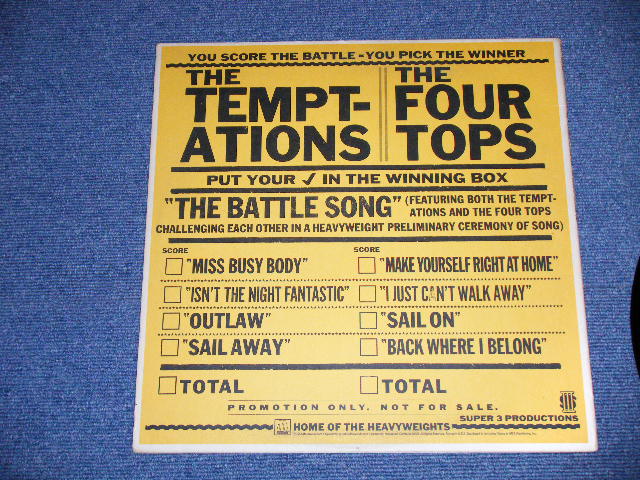 YOU SCORE THE BATTLE - YOU PICK THE WINNER
THE
TEMPT-
ATIONS
THE
FOUR
TOPS
PUT YOUR ✓ IN THE WINNING BOX
"THE BATTLE SONG" (FEATURING BOTH THE TEMPT-
ATIONS AND THE FOUR TOPS
CHALLENGING EACH OTHER IN A HEAVYWEIGHT PRELIMINARY CEREMONY OF SONG)
SCORE
"MISS BUSY BODY"
"ISN'T THE NIGHT FANTASTIC"
"OUTLAW"
"SAIL AWAY"
TOTAL
SCORE
"MAKE YOURSELF RIGHT AT HOME"
"I JUST CAN'T WALK AWAY"
"SAIL ON"
"BACK WHERE I BELONG"
TOTAL
PROMOTION ONLY. NOT FOR SALE.
SUPER 3 PRODUCTIONS
HOME OF THE HEAVYWEIGHTS